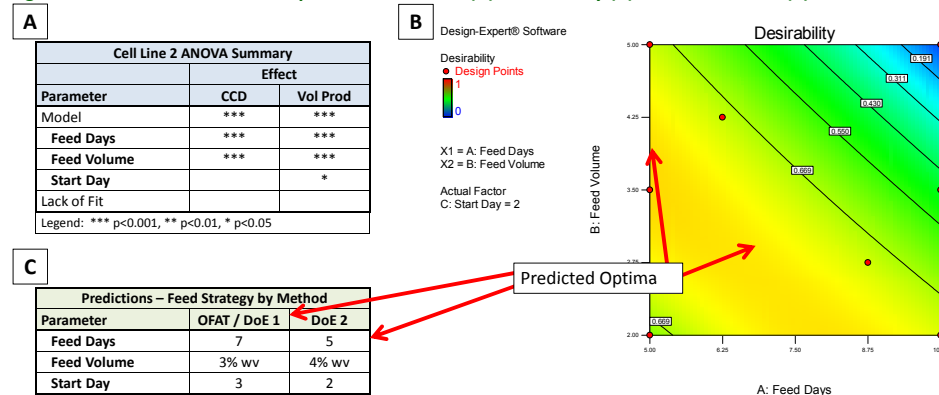 A
Cell Line 2 ANOVA Summary
Effect
Parameter CCD Vol Prod
Model *** ***
Feed Days *** ***
Feed Volume *** ***
Start Day *
Lack of Fit
Legend: *** p<0.001, ** p<0.01, * p<0.05
B
Design-Expert® Software
Desirability
Design Points
1
0
X1 = A: Feed Days
X2 = B: Feed Volume
Actual Factor
C: Start Day = 2
Desirability
5.00
4.25
3.50
2.75
2.00
B: Feed Volume
0.191
0.311
0.430
0.550
0.669
0.669
5.00 6.25 7.50 8.75
A: Feed Days
Predicted Optima
C
Predictions – Feed Strategy by Method
Parameter OFAT / DoE 1 DoE 2
Feed Days 7 5
Feed Volume 3% wv 4% wv
Start Day 3 2